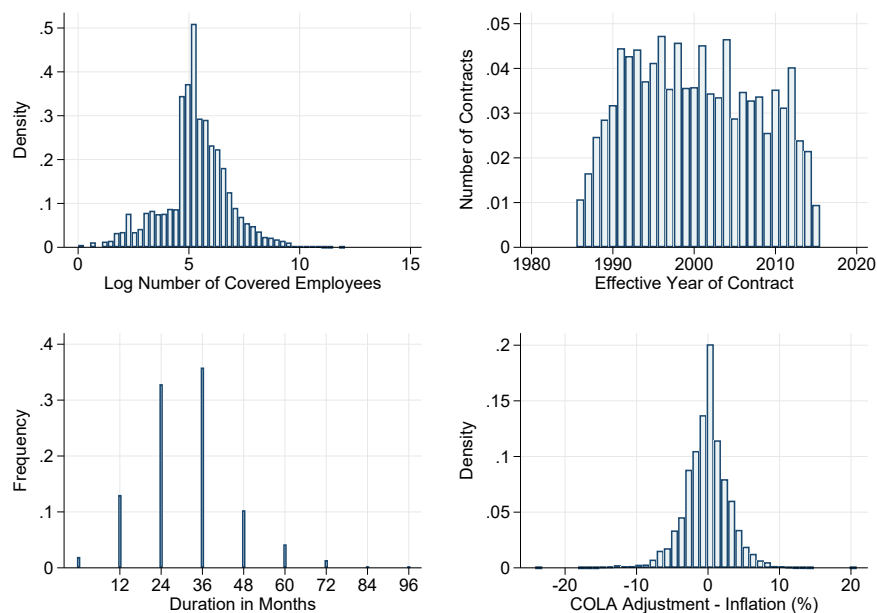 .5
.4
.3
.2
.1
0
Density
0 5 10 15
Log Number of Covered Employees
.05
.04
.03
.02
.01
0
Number of Contracts
1980 1990 2000 2010 2020
Effective Year of Contract
.4
.3
.2
.1
0
Frequency
12 24 36 48 60 72 84 96
Duration in Months
.2
.15
.1
.05
0
Density
-20 -10 0 10 20
COLA Adjustment - Inflation (%)